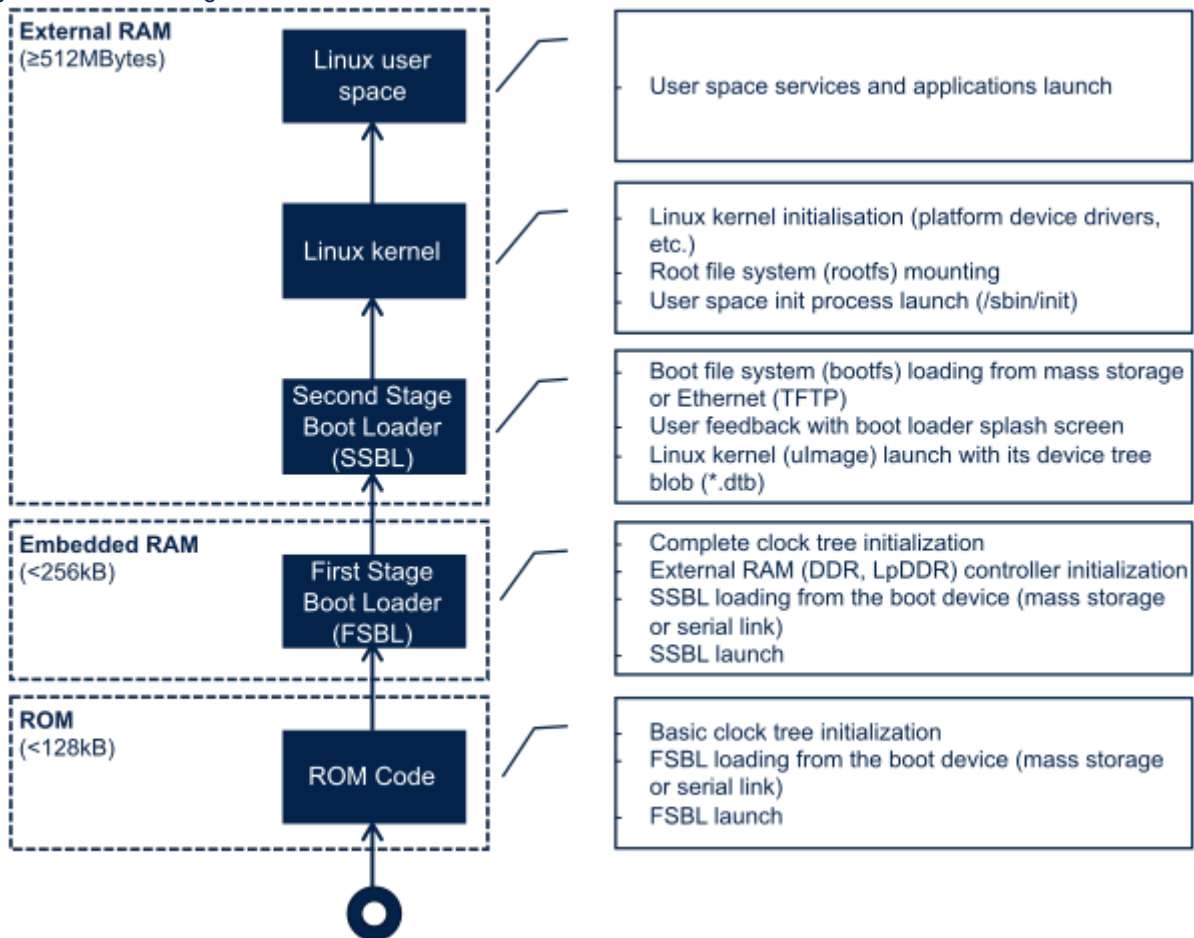 External RAM
(≥512MBytes)
Linux user
space
- User space services and applications launch
Linux kernel
- Linux kernel initialisation (platform device drivers,
etc.)
- Root file system (rootfs) mounting
- User space init process launch (/sbin/init)
Second Stage
Boot Loader
(SSBL)
- Boot file system (bootfs) loading from mass storage
or Ethernet (TFTP)
- User feedback with boot loader splash screen
- Linux kernel (uImage) launch with its device tree
blob (*.dtb)
Embedded RAM
(<256kB)
First Stage
Boot Loader
(FSBL)
- Complete clock tree initialization
- External RAM (DDR, LpDDR) controller initialization
- SSBL loading from the boot device (mass storage
or serial link)
- SSBL launch
ROM
(<128kB)
ROM Code
- Basic clock tree initialization
- FSBL loading from the boot device (mass storage
or serial link)
- FSBL launch